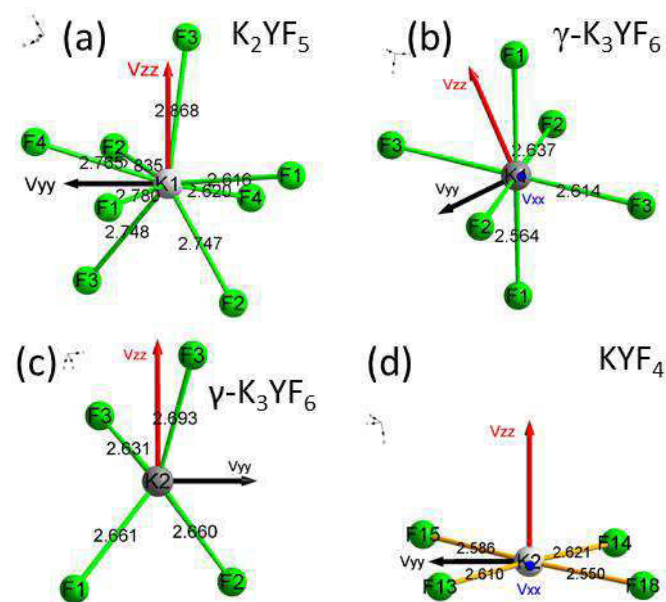 (a)
K2YF5
F3
Vzz
2.868
F4
F2
2.765
2.835
K1
2.616
F1
Vyy
2.620
F4
F1
2.780
2.748
2.747
F3
F2
(b)
γ-K3YF6
F1
Vzz
F2
F3
2.637
Vyy
Vxx
2.614
F3
F2
2.564
F1
(c)
γ-K3YF6
Vzz
F3
F3
2.693
2.631
K2
Vyy
2.661
2.660
F1
F2
(d)
KYF4
Vzz
F15
F14
2.586
2.621
Vyy
K2
F13
2.610
2.550
F18
Vxx